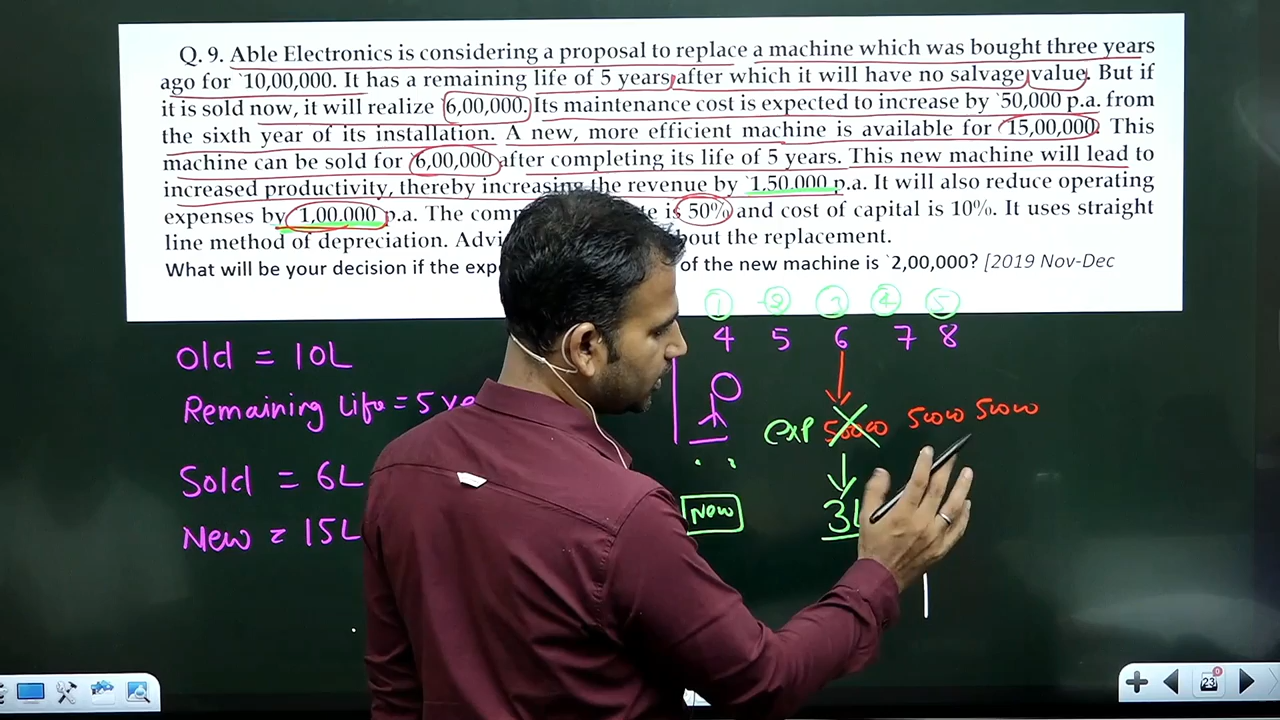 Q. 9. Able Electronics is considering a proposal to replace a machine which was bought three years
ago for `10,00,000. It has a remaining life of 5 years, after which it will have no salvage value. But if
it is sold now, it will realize `6,00,000. Its maintenance cost is expected to increase by `50,000 p.a. from
the sixth year of its installation. A new, more efficient machine is available for `15,00,000. This
machine can be sold for `6,00,000 after completing its life of 5 years. This new machine will lead to
increased productivity, thereby increasing the revenue by `1,50,000 p.a. It will also reduce operating
expenses by `1,00,000 p.a. The comp is 50% and cost of capital is 10%. It uses straight
line method of depreciation. Advi bout the replacement.
What will be your decision if the exp of the new machine is `2,00,000? [2019 Nov-Dec
1 2 3 4 5
4 5 6 7 8
Old = 10L
Remaining Life = 5 ye
exp 50000 50000 50000
Sold = 6L
New = 15L
New
3L
23